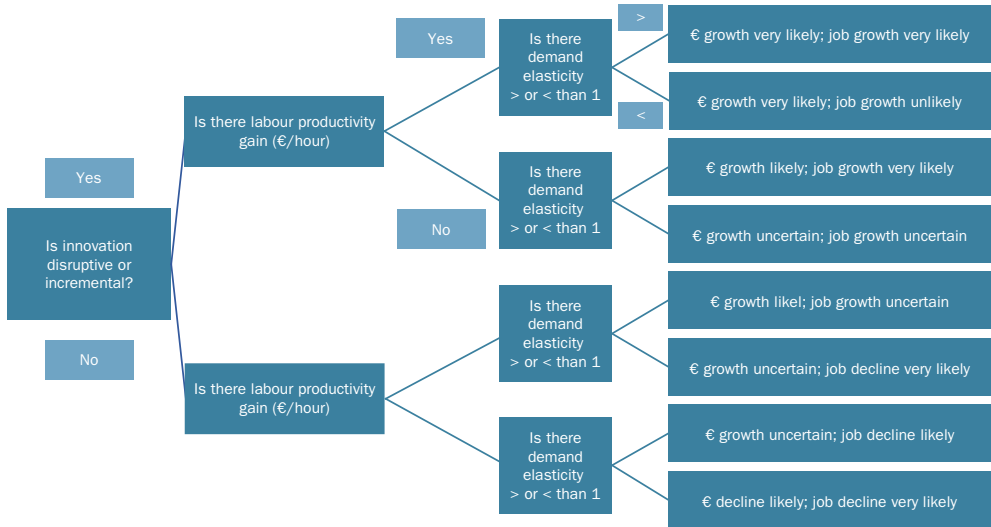 Yes
Is innovation
disruptive or
incremental?
No
Is there labour productivity
gain (€/hour)
Is there labour productivity
gain (€/hour)
Yes
No
Is there
demand
elasticity
> or < than 1
Is there
demand
elasticity
> or < than 1
Is there
demand
elasticity
> or < than 1
Is there
demand
elasticity
> or < than 1
>
<
€ growth very likely; job growth very likely
€ growth very likely; job growth unlikely
€ growth likely; job growth very likely
€ growth uncertain; job growth uncertain
€ growth likel; job growth uncertain
€ growth uncertain; job decline very likely
€ growth uncertain; job decline likely
€ decline likely; job decline very likely